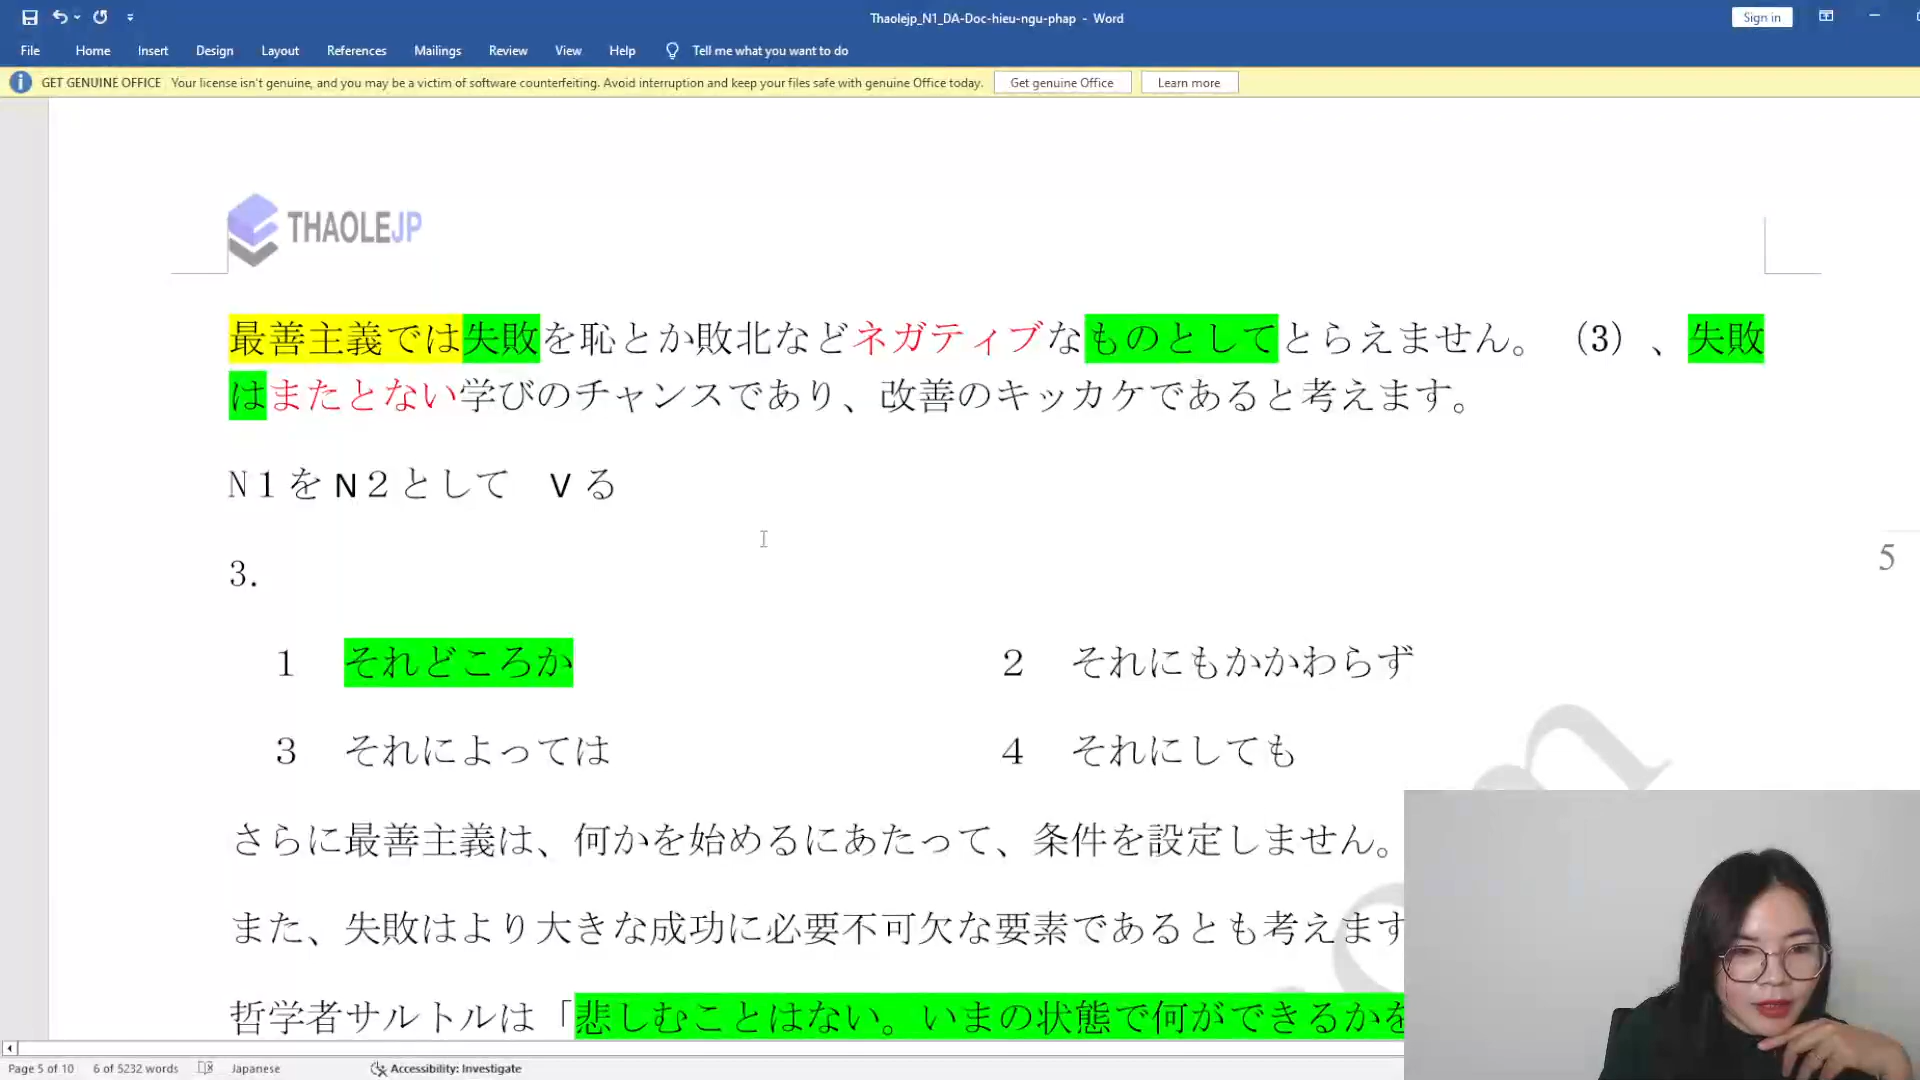 Thaolejp_N1_DA-Doc-hieu-ngu-phap - Word
Sign in
File Home Insert Design Layout References Mailings Review View Help Tell me what you want to do
GET GENUINE OFFICE Your license isn't genuine, and you may be a victim of software counterfeiting. Avoid interruption and keep your files safe with genuine Office today. Get genuine Office Learn more
THAOLEJP
最善主義では失敗を恥とか敗北などネガティブなものとしてとらえません。（3）、失敗
はまたとない学びのチャンスであり、改善のキッカケであると考えます。
N１をN２として　Vる
5
3.
1　それどころか　2　それにもかかわらず
3　それによっては　4　それにしても
さらに最善主義は、何かを始めるにあたって、条件を設定しません。
また、失敗はより大きな成功に必要不可欠な要素であるとも考えます
哲学者サルトルは「悲しむことはない。いまの状態で何ができるかを
Page 5 of 10 6 of 5232 words Japanese Accessibility: Investigate